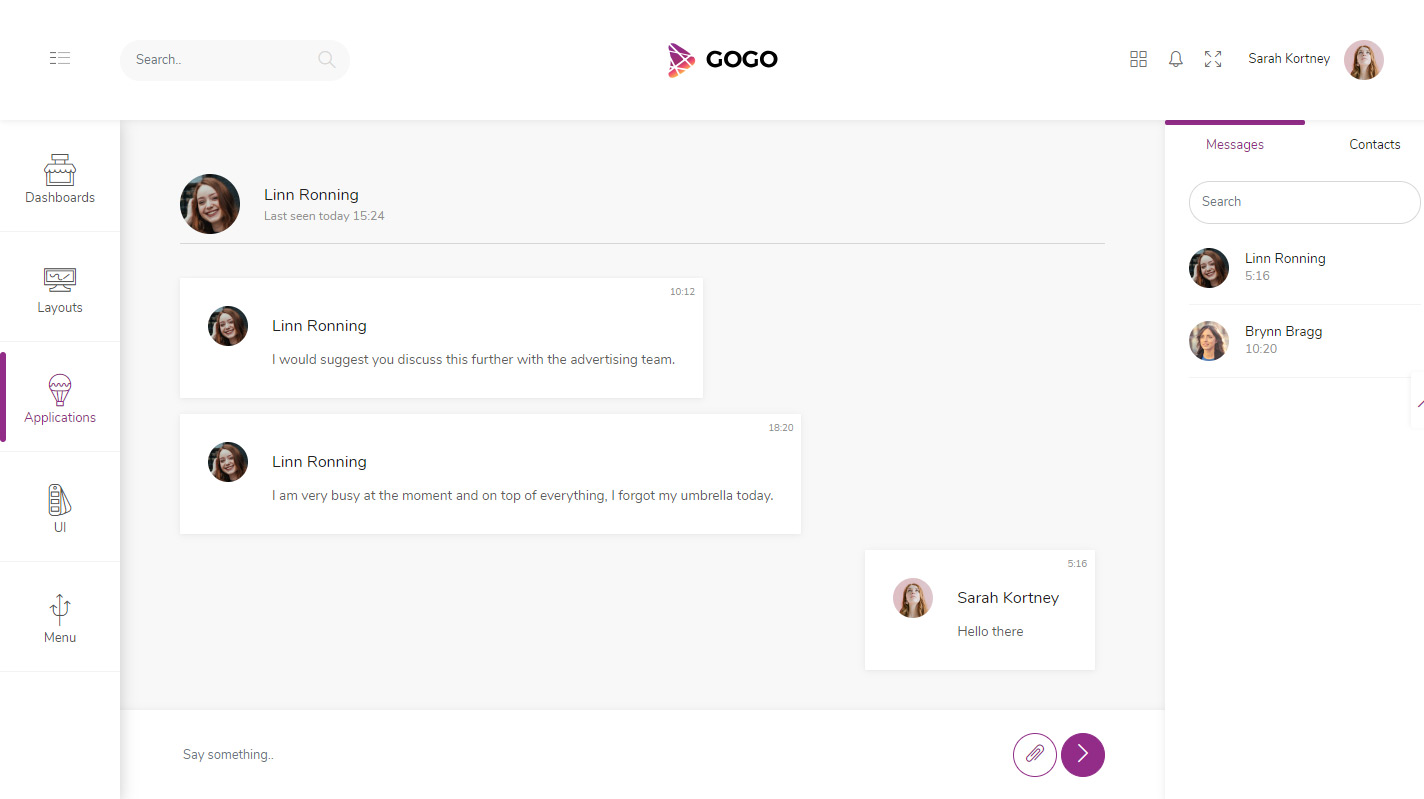 Search..
GOGO
Sarah Kortney
Dashboards
Layouts
Applications
UI
Menu
Linn Ronning
Last seen today 15:24
10:12
Linn Ronning
I would suggest you discuss this further with the advertising team.
18:20
Linn Ronning
I am very busy at the moment and on top of everything, I forgot my umbrella today.
5:16
Sarah Kortney
Hello there
Say something..
Messages
Contacts
Search
Linn Ronning
5:16
Brynn Bragg
10:20